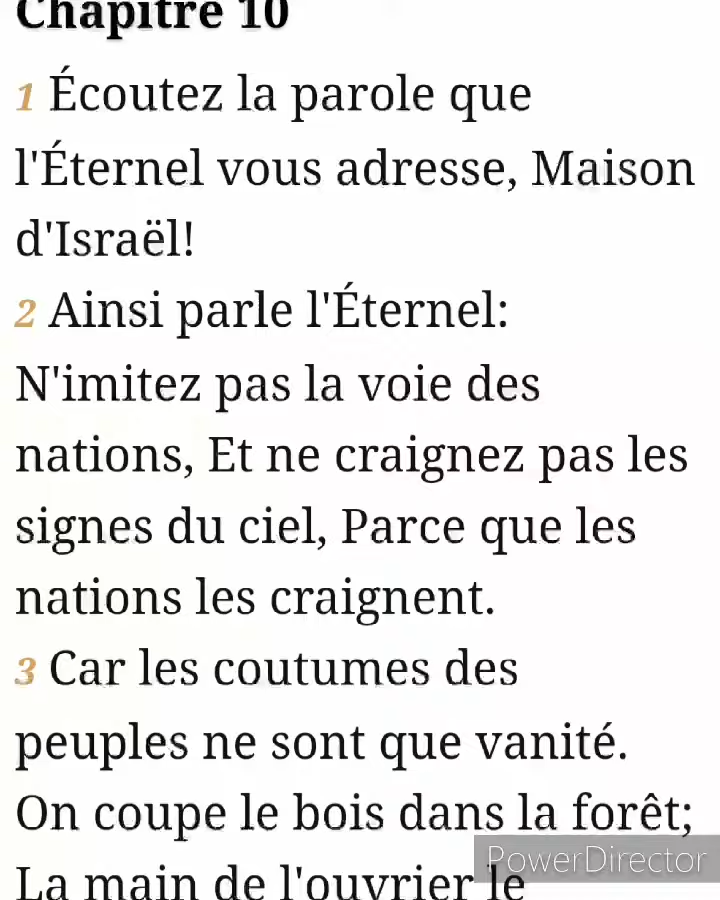 Chapitre 10
1 Écoutez la parole que
l'Éternel vous adresse, Maison
d'Israël!
2 Ainsi parle l'Éternel:
N'imitez pas la voie des
nations, Et ne craignez pas les
signes du ciel, Parce que les
nations les craignent.
3 Car les coutumes des
peuples ne sont que vanité.
On coupe le bois dans la forêt;
La main de l'ouvrier le
PowerDirector